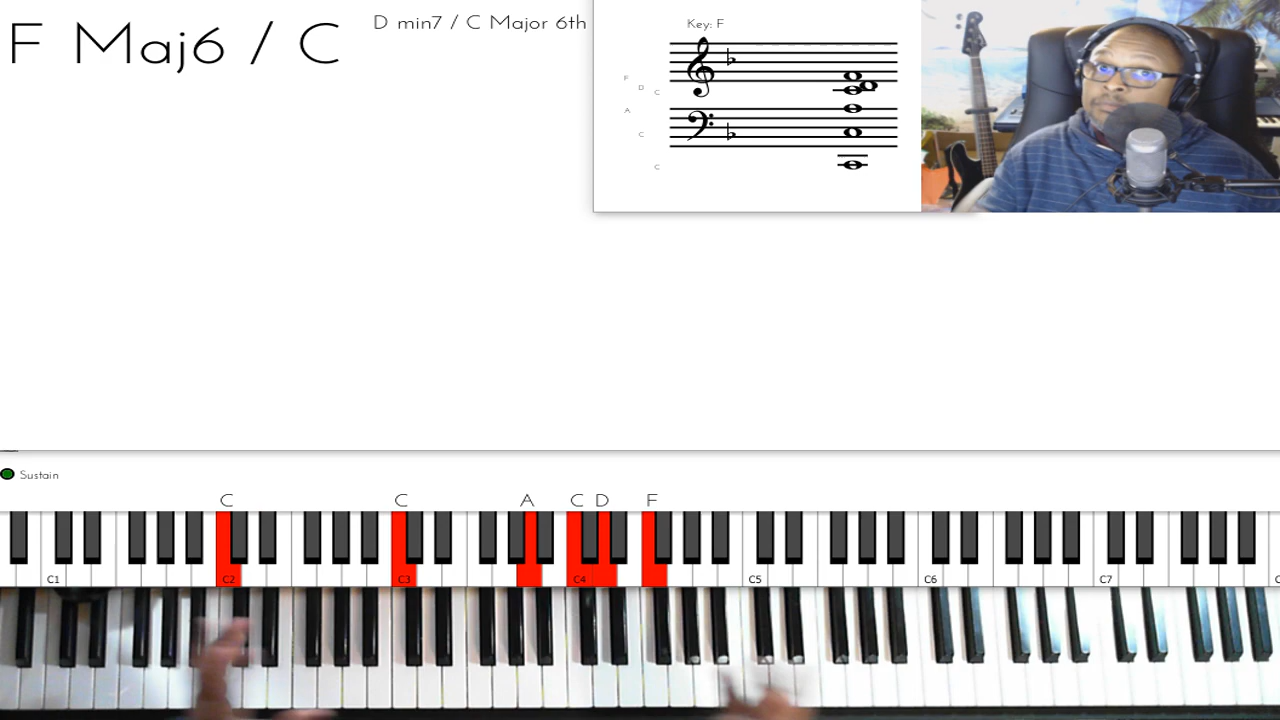 F Maj6 / C
D min7 / C Major 6th
Key: F
F
D
C
A
C
C
Sustain
C C A C D F
C1 C2 C3 C4 C5 C6 C7 C